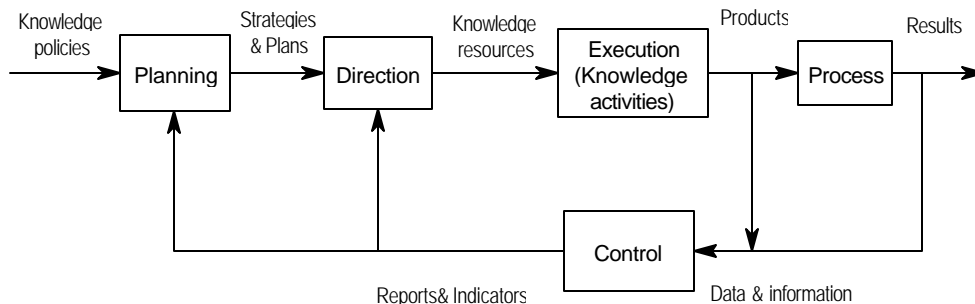 Knowledge
policies
Planning
Strategies
& Plans
Direction
Knowledge
resources
Execution
(Knowledge
activities)
Products
Process
Results
Control
Reports& Indicators
Data & information